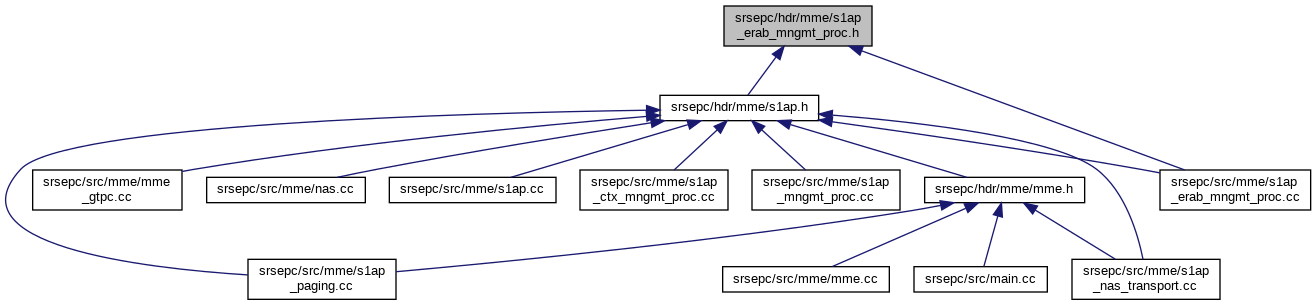 srsepc/hdr/mme/s1ap
_erab_mngmt_proc.h
srsepc/hdr/mme/s1ap.h
srsepc/src/mme/mme
_gtpc.cc
srsepc/src/mme/nas.cc
srsepc/src/mme/s1ap.cc
srsepc/src/mme/s1ap
_ctx_mngmt_proc.cc
srsepc/src/mme/s1ap
_mngmt_proc.cc
srsepc/hdr/mme/mme.h
srsepc/src/mme/s1ap
_erab_mngmt_proc.cc
srsepc/src/mme/s1ap
_paging.cc
srsepc/src/mme/mme.cc
srsepc/src/main.cc
srsepc/src/mme/s1ap
_nas_transport.cc